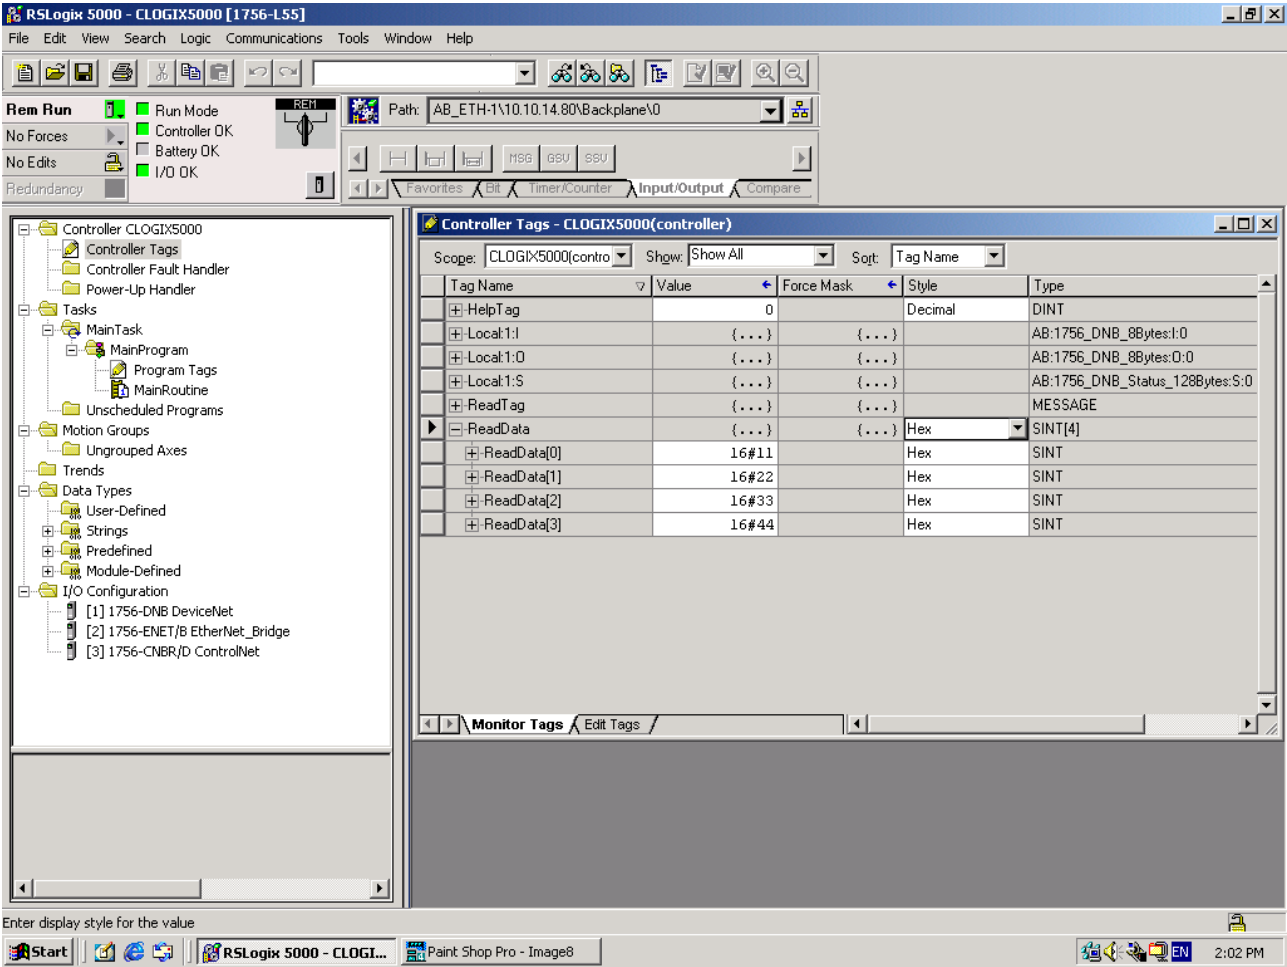 RSLogix 5000 - CLOGIX5000 [1756-L55]
File Edit View Search Logic Communications Tools Window Help
Rem Run
No Forces
No Edits
Redundancy
Run Mode
Controller OK
Battery OK
I/O OK
REM
Path: AB_ETH-1\10.10.14.80\Backplane\0
MSG GSV SSV
Favorites Bit Timer/Counter Input/Output Compare
Controller CLOGIX5000
Controller Tags
Controller Fault Handler
Power-Up Handler
Tasks
MainTask
MainProgram
Program Tags
MainRoutine
Unscheduled Programs
Motion Groups
Ungrouped Axes
Trends
Data Types
User-Defined
Strings
Predefined
Module-Defined
I/O Configuration
[1] 1756-DNB DeviceNet
[2] 1756-ENET/B EtherNet_Bridge
[3] 1756-CNBR/D ControlNet
Controller Tags - CLOGIX5000(controller)
Scope: CLOGIX5000(contro Show: Show All Sort: Tag Name
Tag Name Value Force Mask Style Type
HelpTag 0 Decimal DINT
Local:1:I {...} {...} AB:1756_DNB_8Bytes:I:0
Local:1:O {...} {...} AB:1756_DNB_8Bytes:O:0
Local:1:S {...} {...} AB:1756_DNB_Status_128Bytes:S:0
ReadTag {...} {...} MESSAGE
ReadData {...} {...} Hex SINT[4]
ReadData[0] 16#11 Hex SINT
ReadData[1] 16#22 Hex SINT
ReadData[2] 16#33 Hex SINT
ReadData[3] 16#44 Hex SINT
Monitor Tags Edit Tags
Enter display style for the value
Start RSLogix 5000 - CLOGI... Paint Shop Pro - Image8 EN 2:02 PM